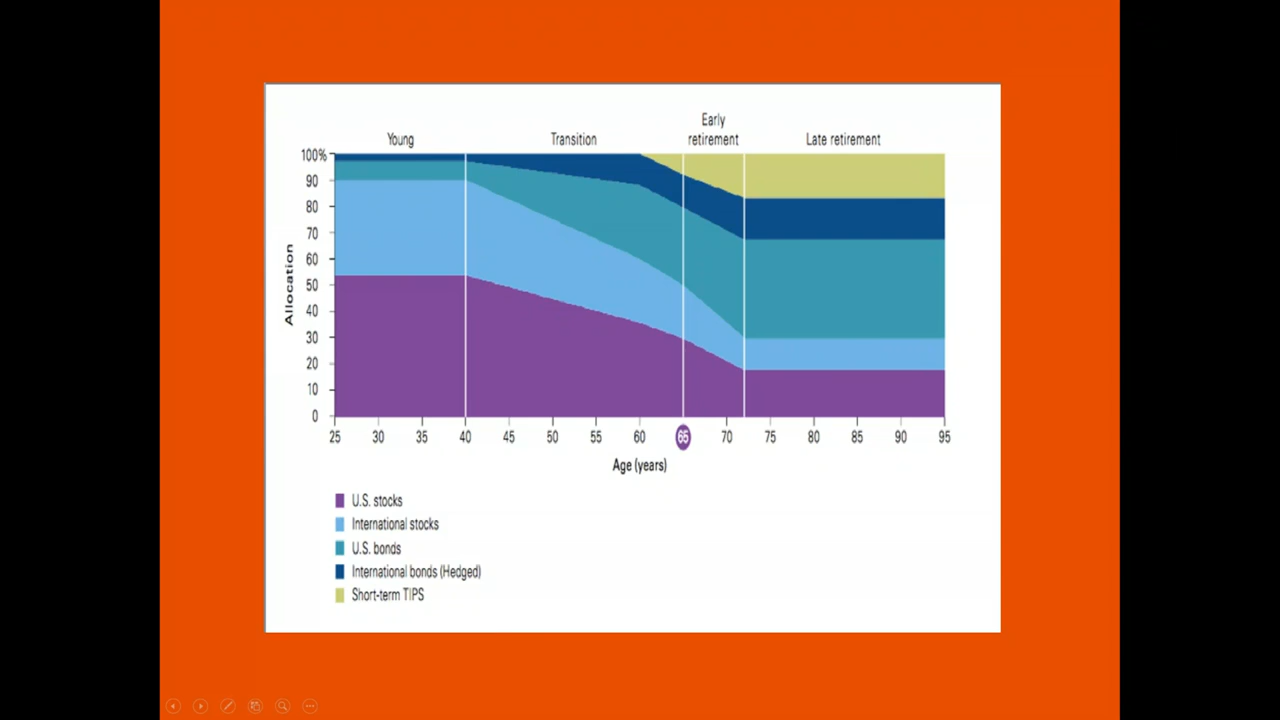 Early
Young Transition retirement Late retirement
100%
90
80
70
60
50
40
30
20
10
0
Allocation
25 30 35 40 45 50 55 60 65 70 75 80 85 90 95
Age (years)
U.S. stocks
International stocks
U.S. bonds
International bonds (Hedged)
Short-term TIPS